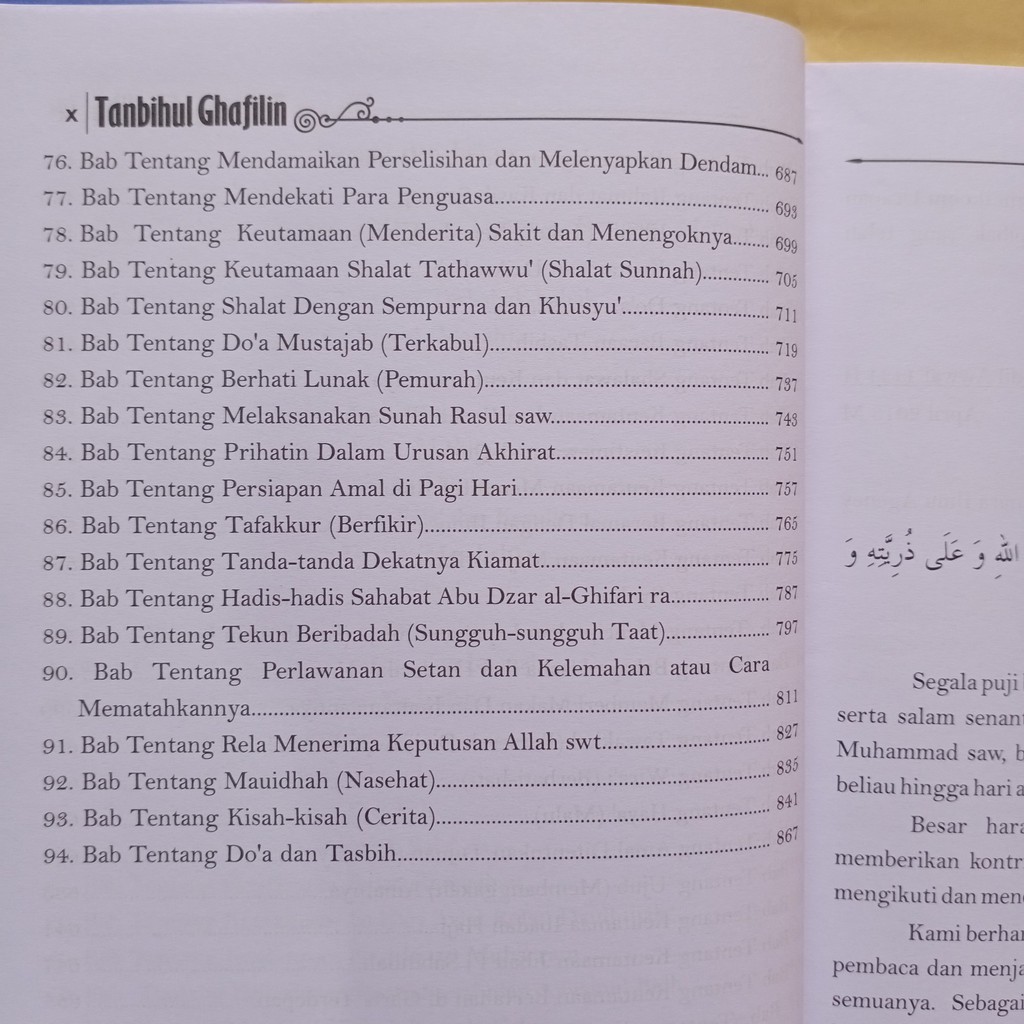 x Tanbihul Ghafilin
76. Bab Tentang Mendamaikan Perselisihan dan Melenyapkan Dendam... 687
77. Bab Tentang Mendekati Para Penguasa.................................................. 693
78. Bab Tentang Keutamaan (Menderita) Sakit dan Menengoknya....... 699
79. Bab Tentang Keutamaan Shalat Tathawwu' (Shalat Sunnah)............. 705
80. Bab Tentang Shalat Dengan Sempurna dan Khusyu'........................... 711
81. Bab Tentang Do'a Mustajab (Terkabul)................................................... 719
82. Bab Tentang Berhati Lunak (Pemurah).................................................... 737
83. Bab Tentang Melaksanakan Sunah Rasul saw........................................ 743
84. Bab Tentang Prihatin Dalam Urusan Akhirat....................................... 751
85. Bab Tentang Persiapan Amal di Pagi Hari.............................................. 757
86. Bab Tentang Tafakkur (Berfikir)............................................................... 765
87. Bab Tentang Tanda-tanda Dekatnya Kiamat......................................... 775
88. Bab Tentang Hadis-hadis Sahabat Abu Dzar al-Ghifari ra.................. 787
89. Bab Tentang Tekun Beribadah (Sungguh-sungguh Taat)................... 797
90. Bab Tentang Perlawanan Setan dan Kelemahan atau Cara
Mematahkannya................................................................................................ 811
91. Bab Tentang Rela Menerima Keputusan Allah swt.............................. 827
92. Bab Tentang Mauidhah (Nasehat)............................................................. 835
93. Bab Tentang Kisah-kisah (Cerita)............................................................. 841
94. Bab Tentang Do'a dan Tasbih.................................................................... 867
اللهِ وَ عَلَى ذُرِّيَّتِهِ وَ
Segala puji
serta salam
Muhammad saw,
beliau hingga hari
Besar
memberikan
mengikuti dan
Kami
pembaca dan
semuanya.